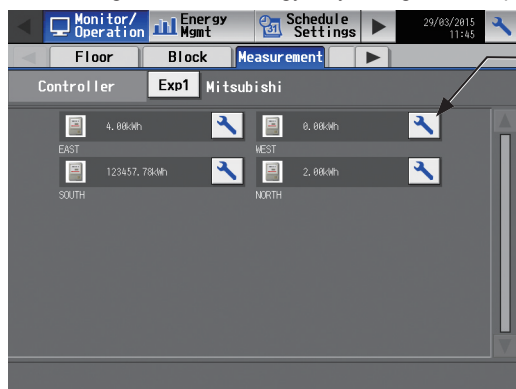 Monitor/ Operation
Energy Mgmt
Schedule Settings
29/03/2015
11:45
Floor
Block
Measurement
Controller
Exp1
Mitsubishi
4.00kWh
0.00kWh
EAST
WEST
123457.78kWh
2.00kWh
SOUTH
NORTH